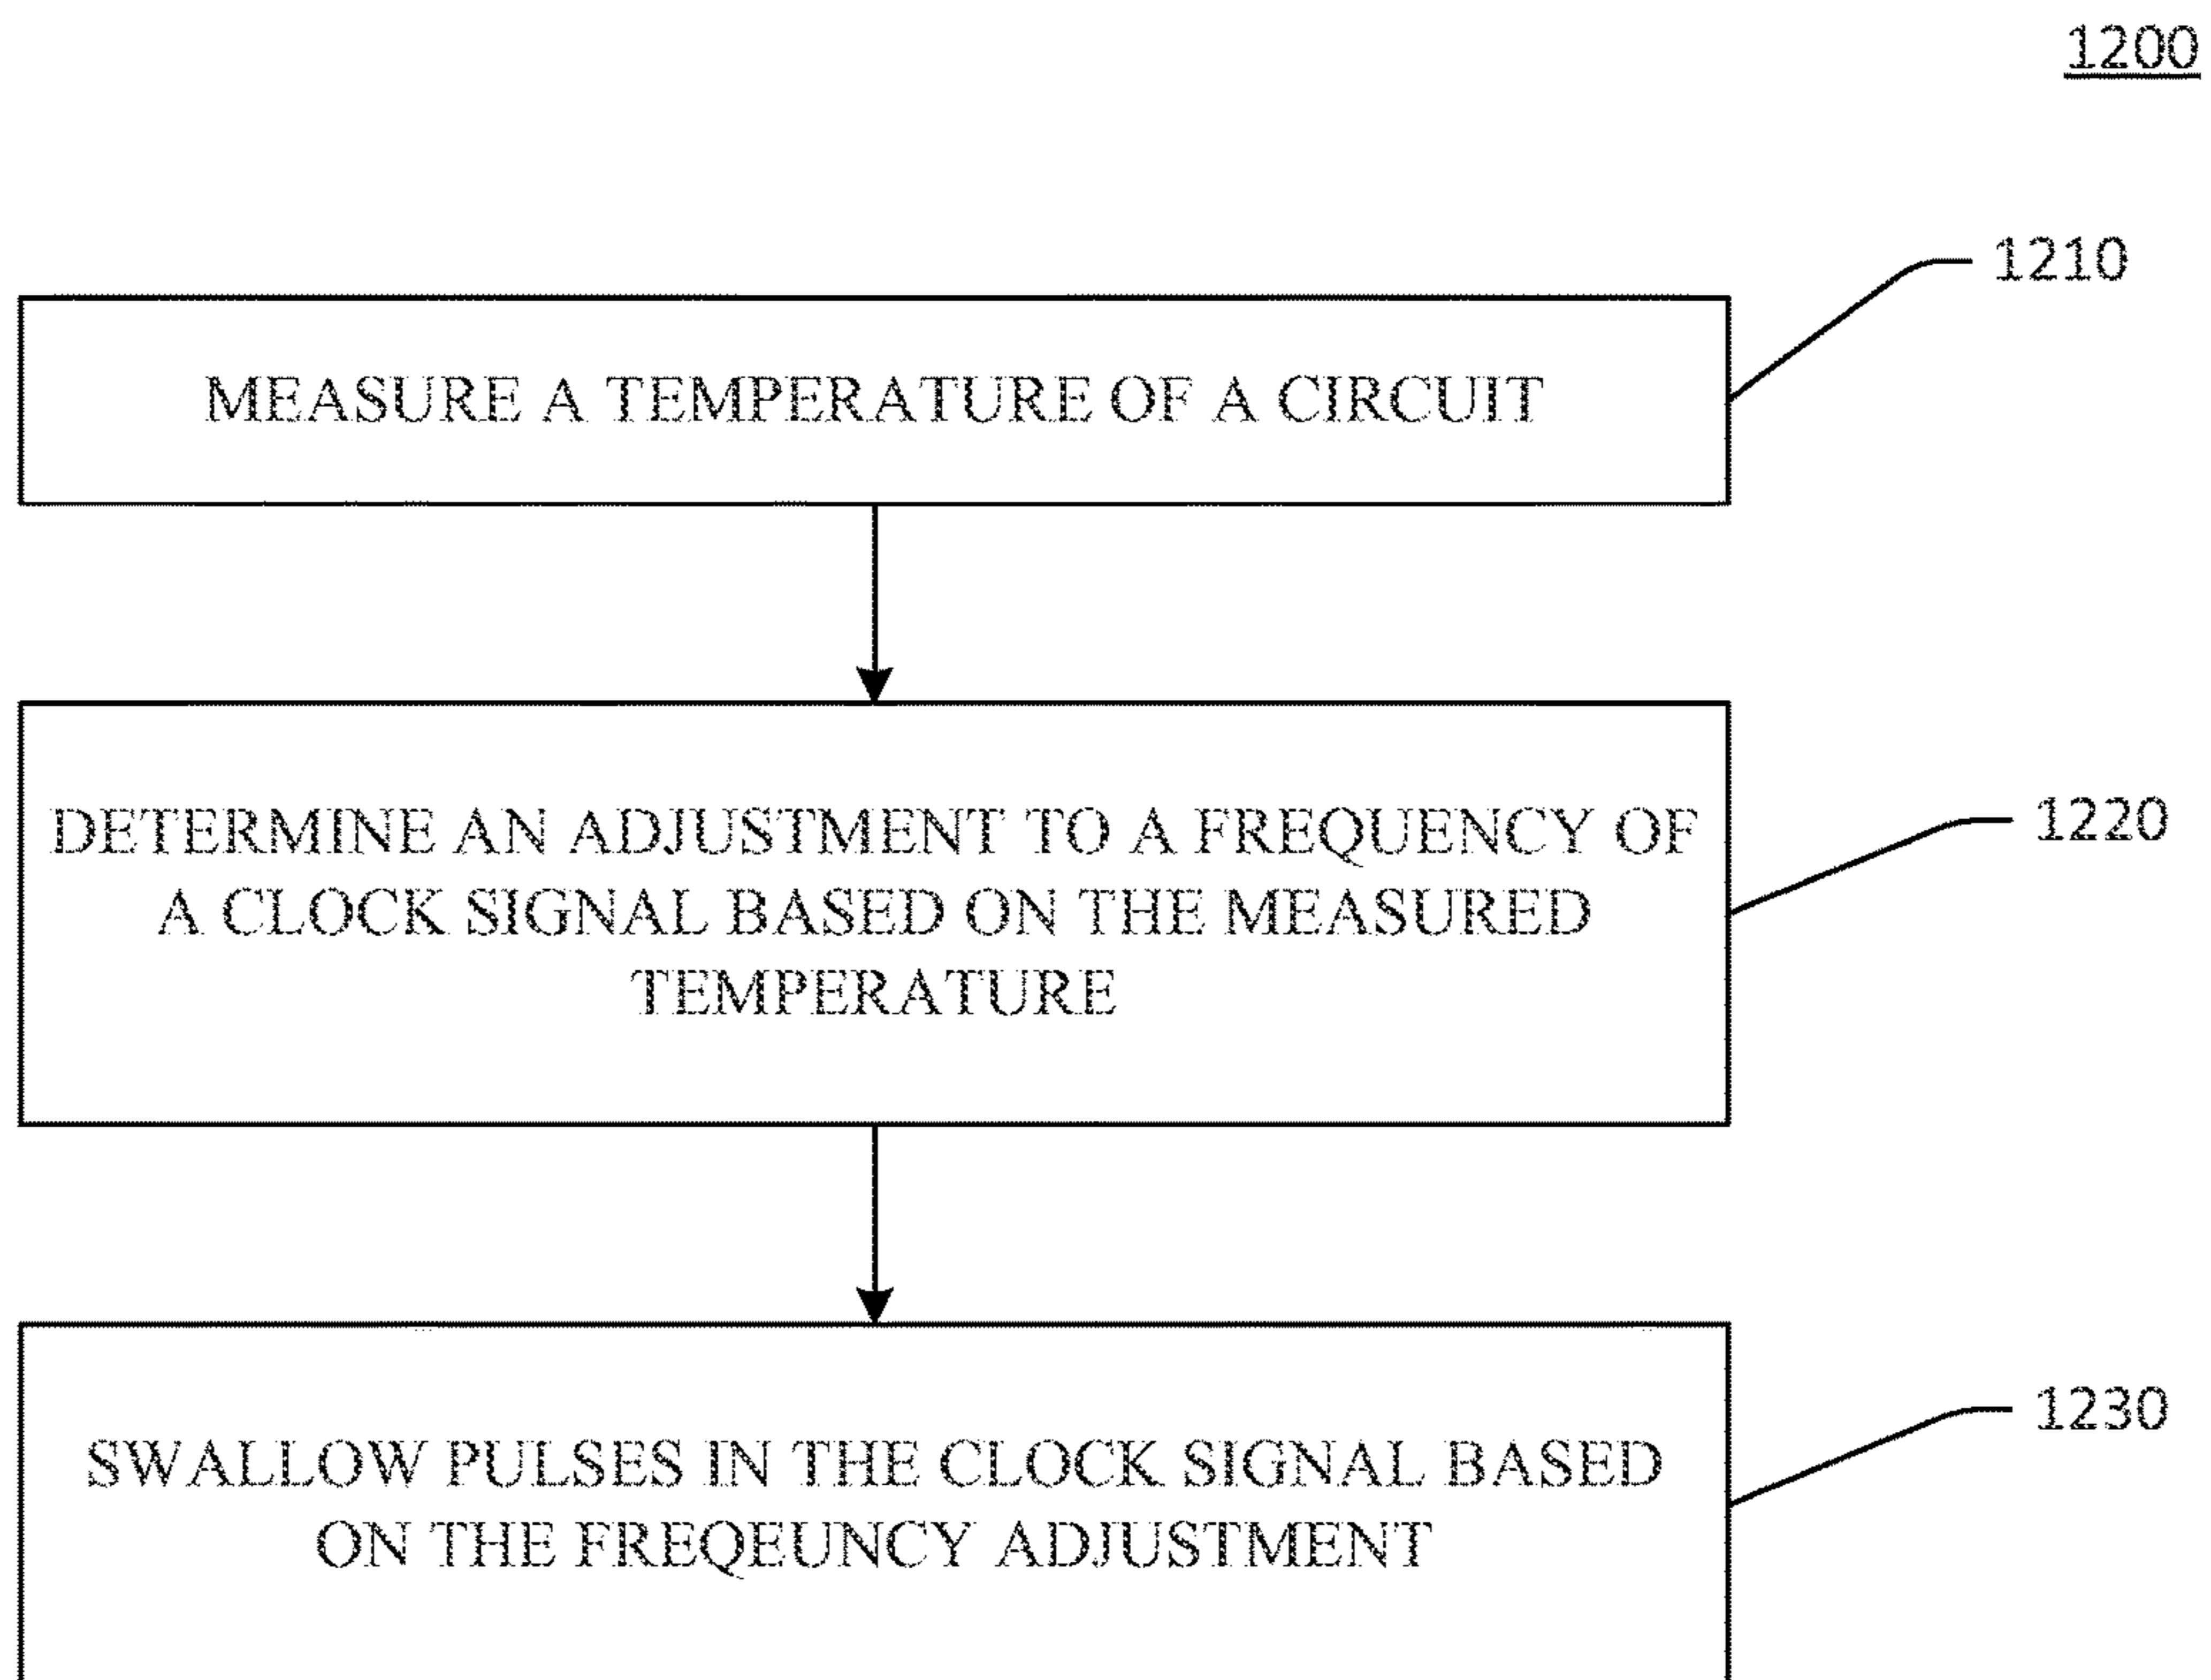 1200
1210
MEASURE A TEMPERATURE OF A CIRCUIT
DETERMINE AN ADJUSTMENT TO A FREQUENCY OF
A CLOCK SIGNAL BASED ON THE MEASURED
TEMPERATURE
1220
SWALLOW PULSES IN THE CLOCK SIGNAL BASED
ON THE FREQEUNCY ADJUSTMENT
1230